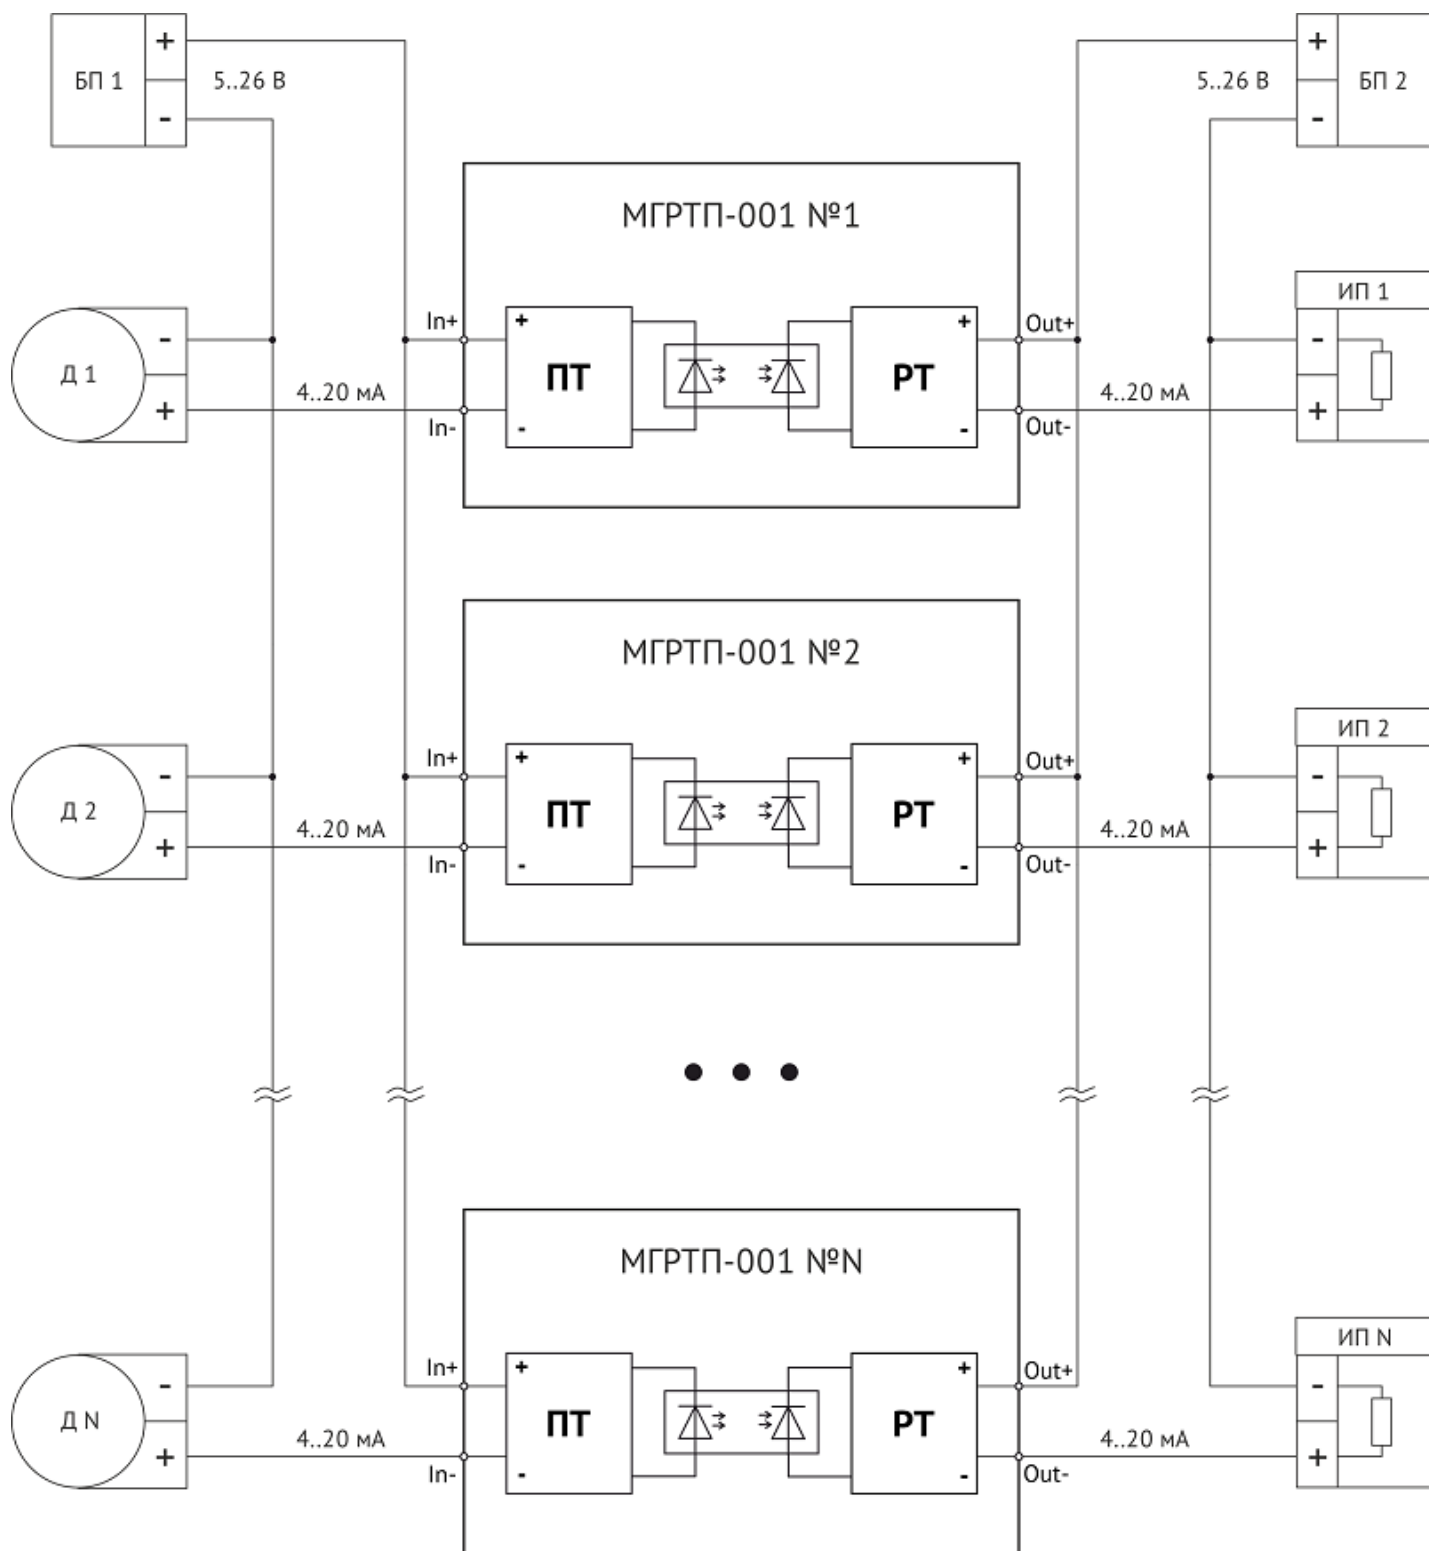 БП 1
+
-
5..26 В
5..26 В
+
-
БП 2
МГРТП-001 №1
Д 1
-
+
4..20 мА
In+
In-
+
ПТ
-
+
РТ
-
Out+
Out-
4..20 мА
ИП 1
-
+
МГРТП-001 №2
Д 2
-
+
4..20 мА
In+
In-
+
ПТ
-
+
РТ
-
Out+
Out-
4..20 мА
ИП 2
-
+
МГРТП-001 №N
Д N
-
+
4..20 мА
In+
In-
+
ПТ
-
+
РТ
-
Out+
Out-
4..20 мА
ИП N
-
+